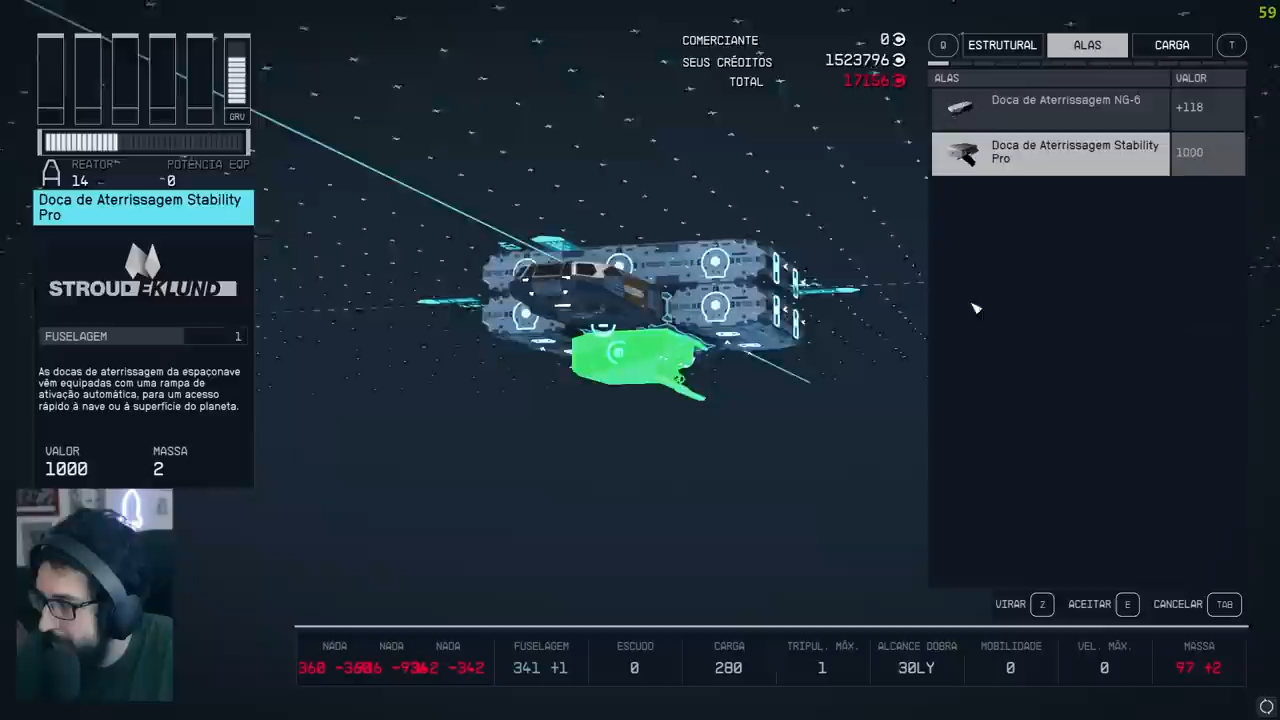 59
COMERCIANTE 0
SEUS CRÉDITOS 1523796
TOTAL 17156
Q ESTRUTURAL ALAS CARGA T
ALAS VALOR
Doca de Aterrissagem NG-6 +118
Doca de Aterrissagem Stability Pro 1000
GRV
REATOR POTÊNCIA EQP
A 14 0
Doca de Aterrissagem Stability
Pro
STROUD EKLUND
FUSELAGEM 1
As docas de aterrissagem da espaçonave
vêm equipadas com uma rampa de
ativação automática, para um acesso
rápido à nave ou à superfície do planeta.
VALOR MASSA
1000 2
VIRAR Z ACEITAR E CANCELAR TAB
NADA NADA NADA FUSELAGEM ESCUDO CARGA TRIPUL. MÁX. ALCANCE DOBRA MOBILIDADE VEL. MÁX. MASSA
360 -342 341 +1 0 280 1 30LY 0 0 97 +2